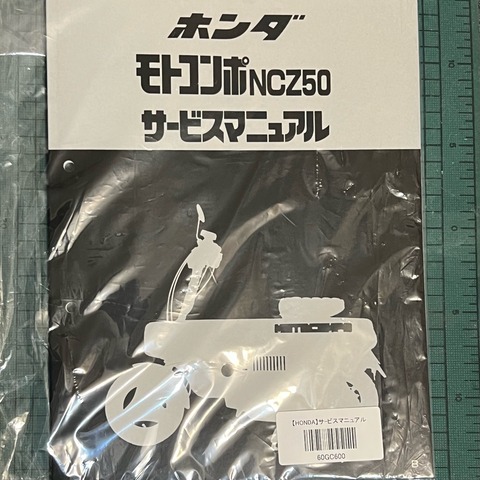 ホンダ
モトコンポNCZ50
サービスマニュアル
MOTOCOMPO
【HONDA】サービスマニュアル
60GC600
B